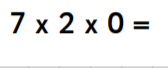 7 x 2 x 0 =